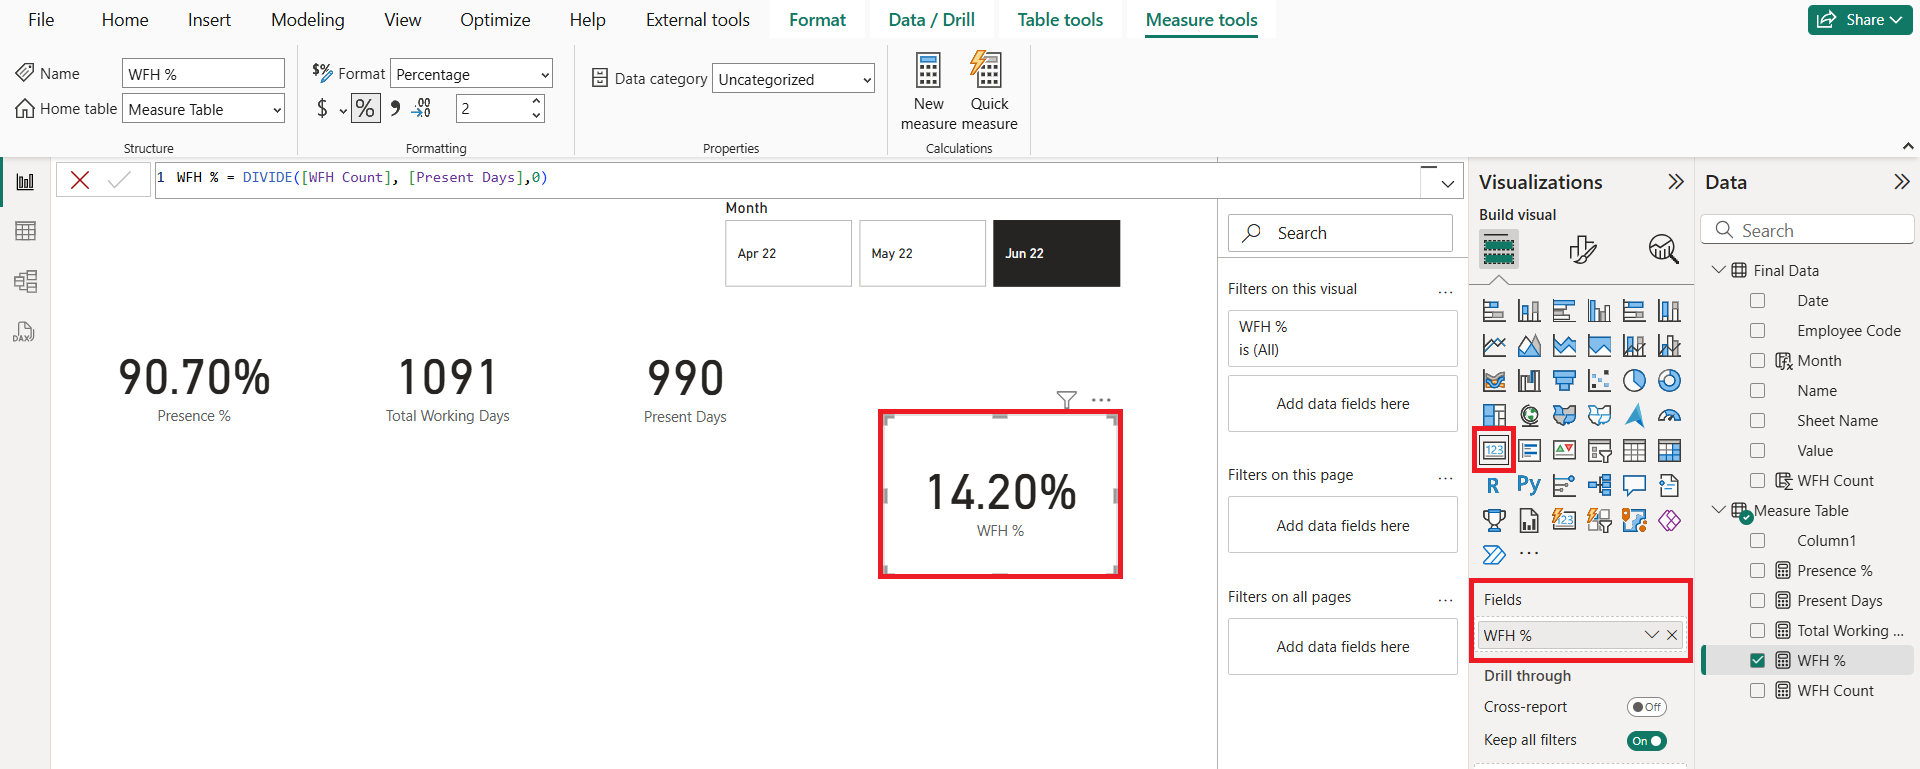 File Home Insert Modeling View Optimize Help External tools Format Data / Drill Table tools Measure tools Share
Name WFH % Format Percentage Data category Uncategorized
Home table Measure Table $ % 2
New measure
Quick measure
Structure Formatting Properties Calculations
1 WFH % = DIVIDE([WFH Count], [Present Days],0)
Month
Apr 22 May 22 Jun 22
90.70%
Presence %
1091
Total Working Days
990
Present Days
14.20%
WFH %
Search
Filters on this visual ...
WFH %
is (All)
Add data fields here
Filters on this page ...
Add data fields here
Filters on all pages ...
Add data fields here
Visualizations
Build visual
123
R Py
123
...
Fields
WFH %
Drill through
Cross-report Off
Keep all filters On
Data
Search
Final Data
Date
Employee Code
Month
Name
Sheet Name
Value
WFH Count
Measure Table
Column1
Presence %
Present Days
Total Working ...
WFH %
WFH Count
DAX